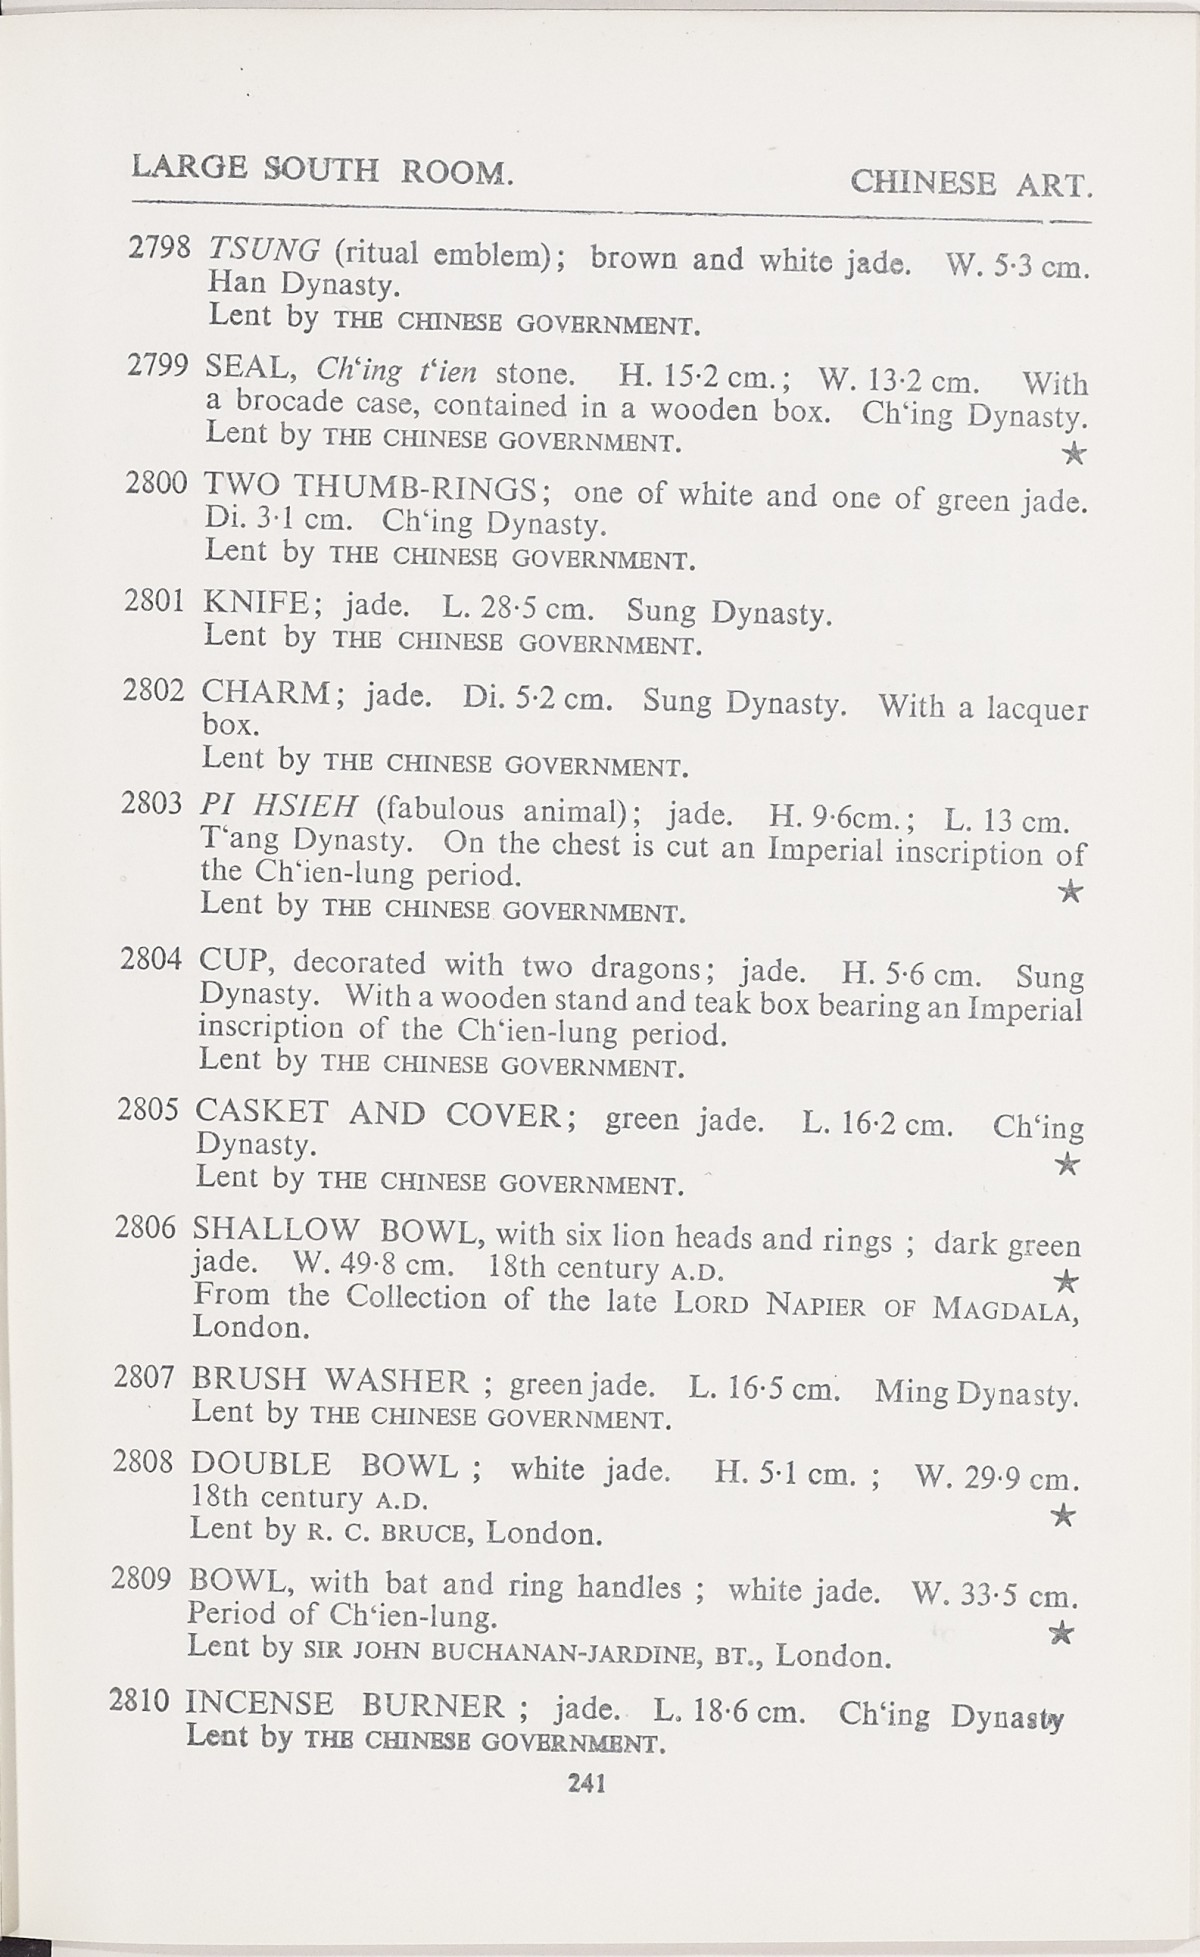 LARGE SOUTH ROOM. CHINESE ART.
2798 TSUNG (ritual emblem); brown and white jade. W. 5·3 cm.
Han Dynasty.
Lent by THE CHINESE GOVERNMENT.
2799 SEAL, Ch‘ing t‘ien stone. H. 15·2 cm.; W. 13·2 cm. With
a brocade case, contained in a wooden box. Ch‘ing Dynasty.
Lent by THE CHINESE GOVERNMENT. ★
2800 TWO THUMB-RINGS; one of white and one of green jade.
Di. 3·1 cm. Ch‘ing Dynasty.
Lent by THE CHINESE GOVERNMENT.
2801 KNIFE; jade. L. 28·5 cm. Sung Dynasty.
Lent by THE CHINESE GOVERNMENT.
2802 CHARM; jade. Di. 5·2 cm. Sung Dynasty. With a lacquer
box.
Lent by THE CHINESE GOVERNMENT.
2803 PI HSIEH (fabulous animal); jade. H. 9·6cm.; L. 13 cm.
T‘ang Dynasty. On the chest is cut an Imperial inscription of
the Ch‘ien-lung period. ★
Lent by THE CHINESE GOVERNMENT.
2804 CUP, decorated with two dragons; jade. H. 5·6 cm. Sung
Dynasty. With a wooden stand and teak box bearing an Imperial
inscription of the Ch‘ien-lung period.
Lent by THE CHINESE GOVERNMENT.
2805 CASKET AND COVER; green jade. L. 16·2 cm. Ch‘ing
Dynasty. ★
Lent by THE CHINESE GOVERNMENT.
2806 SHALLOW BOWL, with six lion heads and rings ; dark green
jade. W. 49·8 cm. 18th century A.D. ★
From the Collection of the late LORD NAPIER OF MAGDALA,
London.
2807 BRUSH WASHER ; green jade. L. 16·5 cm. Ming Dynasty.
Lent by THE CHINESE GOVERNMENT.
2808 DOUBLE BOWL ; white jade. H. 5·1 cm. ; W. 29·9 cm.
18th century A.D. ★
Lent by R. C. BRUCE, London.
2809 BOWL, with bat and ring handles ; white jade. W. 33·5 cm.
Period of Ch‘ien-lung. ★
Lent by SIR JOHN BUCHANAN-JARDINE, BT., London.
2810 INCENSE BURNER ; jade. L. 18·6 cm. Ch‘ing Dynasty
Lent by THE CHINESE GOVERNMENT.
241